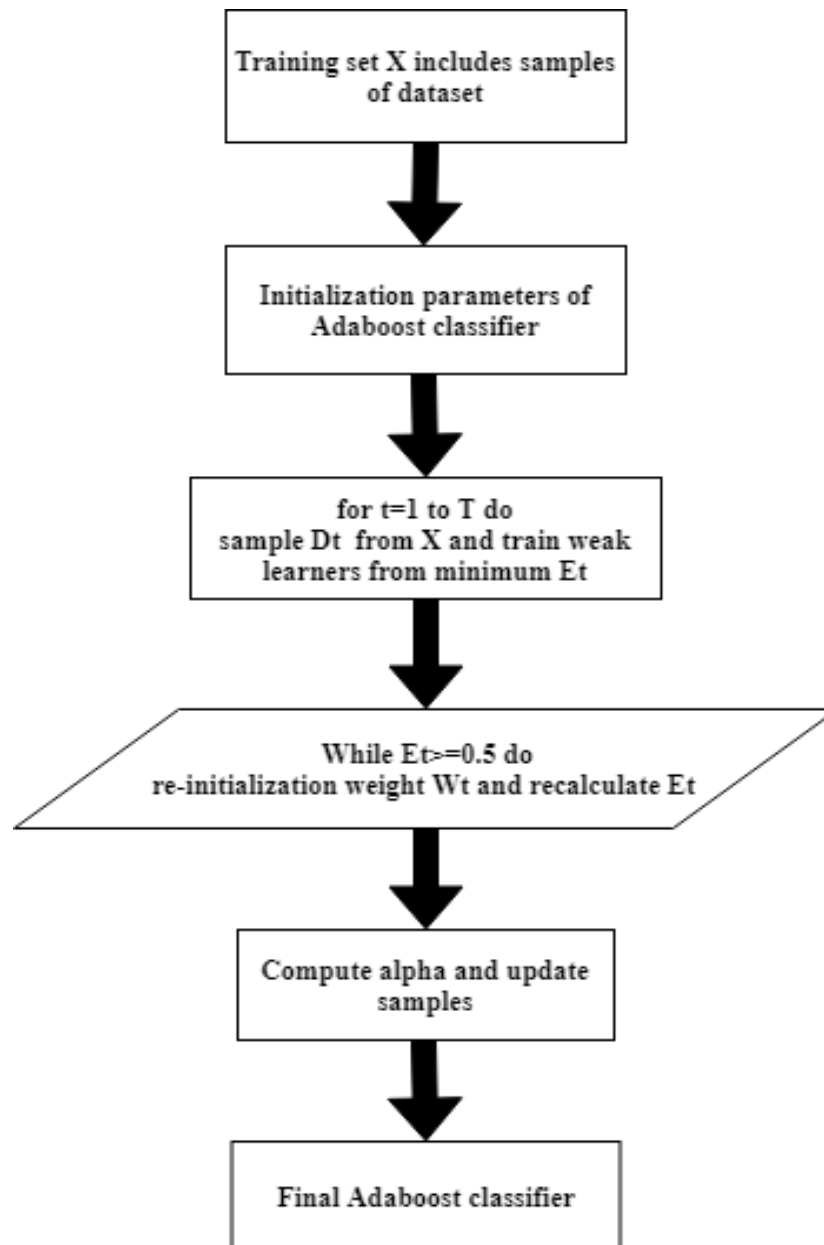 Training set X includes samples
of dataset
Initialization parameters of
Adaboost classifier
for t=1 to T do
sample Dt from X and train weak
learners from minimum Et
While Et>=0.5 do
re-initialization weight Wt and recalculate Et
Compute alpha and update
samples
Final Adaboost classifier